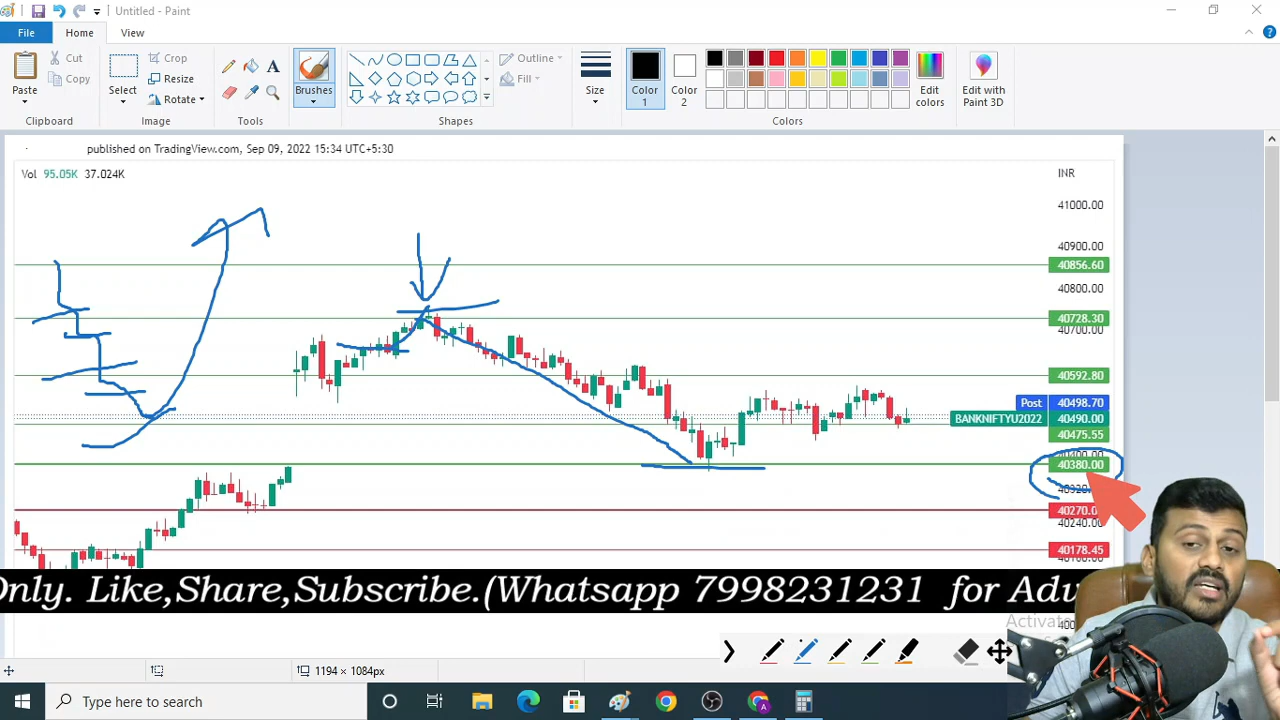 Untitled - Paint
File
Home
View
Paste
Cut
Copy
Clipboard
Select
Crop
Resize
Rotate
Image
Tools
Brushes
Shapes
Outline
Fill
Size
Color 1
Color 2
Edit colors
Edit with Paint 3D
Colors
published on TradingView.com, Sep 09, 2022 15:34 UTC+5:30
Vol 95.05K 37.024K
INR
41000.00
40900.00
40856.60
40800.00
40728.30
40700.00
40592.80
Post 40498.70
BANKNIFTYU2022 40490.00
40475.55
40380.00
40240.00
40178.45
Only. Like,Share,Subscribe.(Whatsapp 7998231231 for
Activate
1194 × 1084px
Type here to search